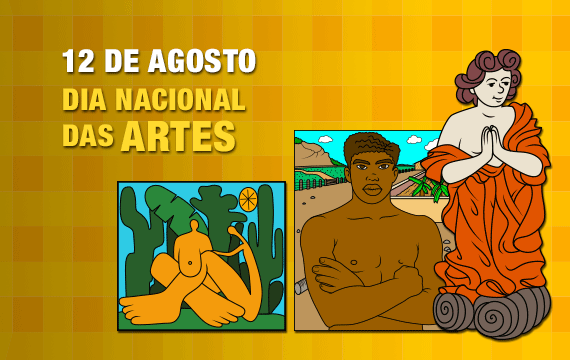 12 DE AGOSTO
DIA NACIONAL
DAS ARTES